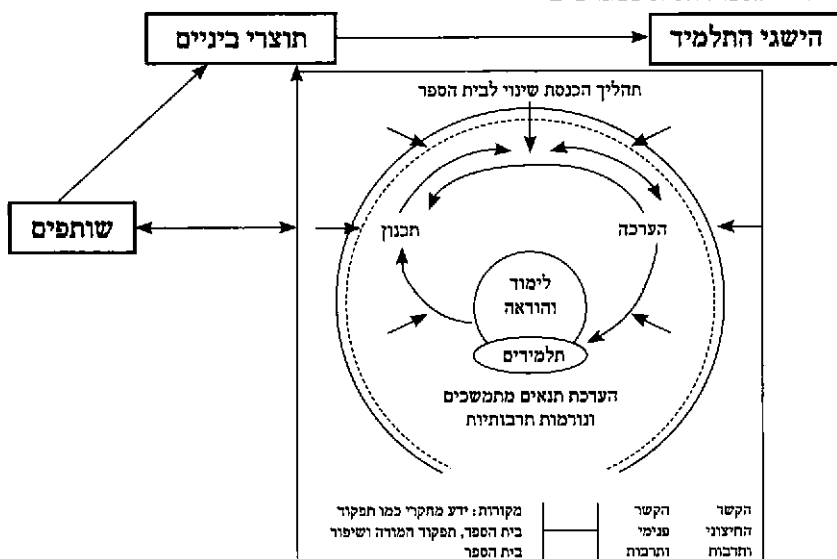 תוצרי ביניים
הישגי התלמיד
תהליך הכנסת שינוי לבית הספר
שותפים
תכנון
הערכה
לימוד
והוראה
תלמידים
הערכת תנאים מתמשכים
ונורמות תרבותיות
הקשר
החיצוני
ותרבות
הקשר
פנימי
ותרבות
מקורות: ידע מחקרי כמו תפקוד
בית הספר, תפקוד המורה ושיפור
בית הספר